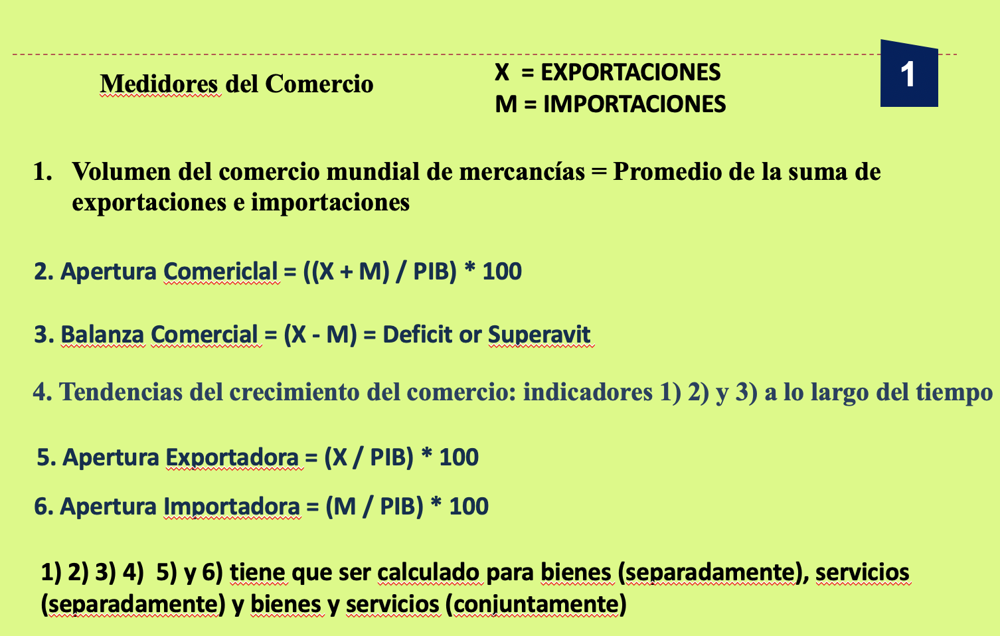 Medidores del Comercio
X = EXPORTACIONES
M = IMPORTACIONES
1
1. Volumen del comercio mundial de mercancías = Promedio de la suma de
exportaciones e importaciones
2. Apertura Comericlal = ((X + M) / PIB) * 100
3. Balanza Comercial = (X - M) = Deficit or Superavit
4. Tendencias del crecimiento del comercio: indicadores 1) 2) y 3) a lo largo del tiempo
5. Apertura Exportadora = (X / PIB) * 100
6. Apertura Importadora = (M / PIB) * 100
1) 2) 3) 4) 5) y 6) tiene que ser calculado para bienes (separadamente), servicios
(separadamente) y bienes y servicios (conjuntamente)